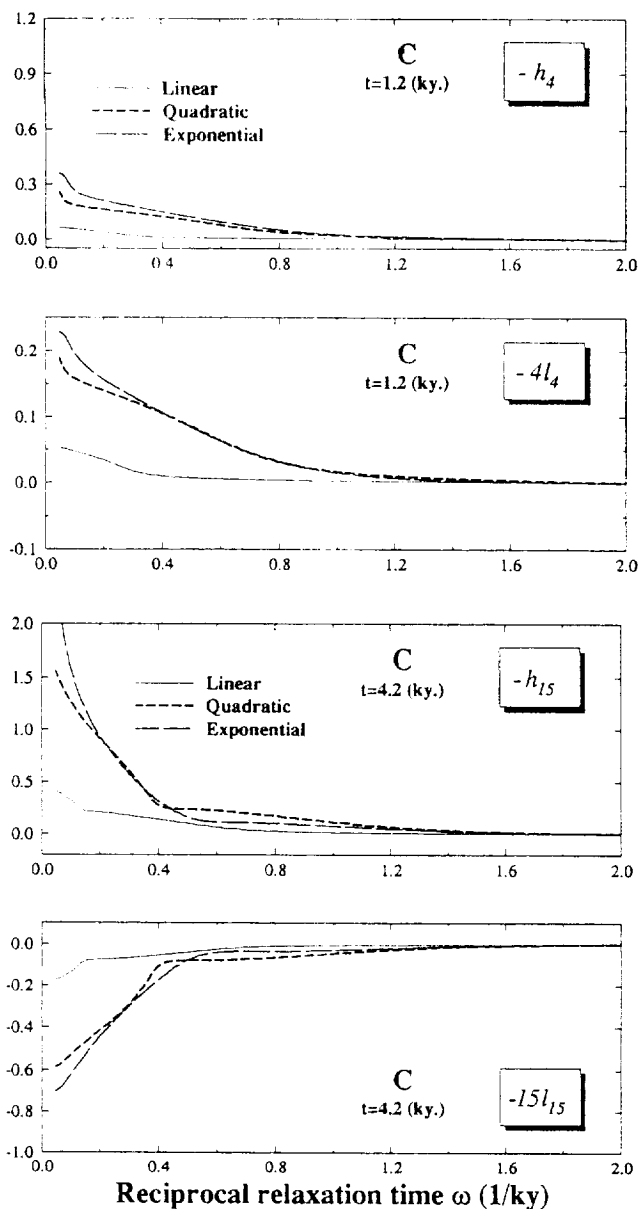 1.2
0.9
0.6
0.3
0.0
Linear
Quadratic
Exponential
C
t=1.2 (ky.)
- h4
0.0 0.4 0.8 1.2 1.6 2.0
0.2
0.1
0.0
-0.1
C
t=1.2 (ky.)
- 4l4
0.0 0.4 0.8 1.2 1.6 2.0
2.0
1.5
1.0
0.5
0.0
Linear
Quadratic
Exponential
C
t=4.2 (ky.)
-h15
0.0 0.4 0.8 1.2 1.6 2.0
0.0
-0.2
-0.4
-0.6
-0.8
-1.0
C
t=4.2 (ky.)
-15l15
0.0 0.4 0.8 1.2 1.6 2.0
Reciprocal relaxation time ω (1/ky)